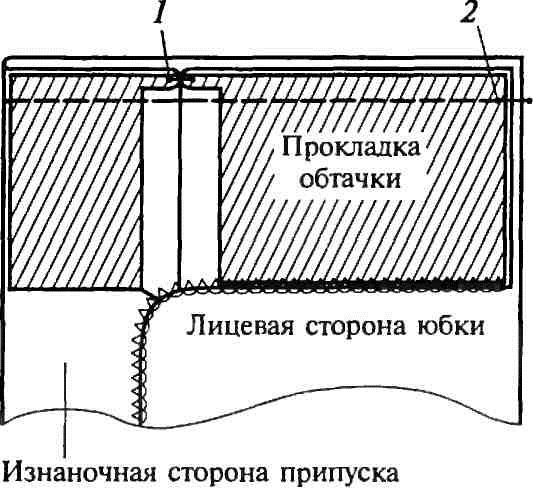 1
2
Прокладка
обтачки
Лицевая сторона юбки
Изнаночная сторона припуска